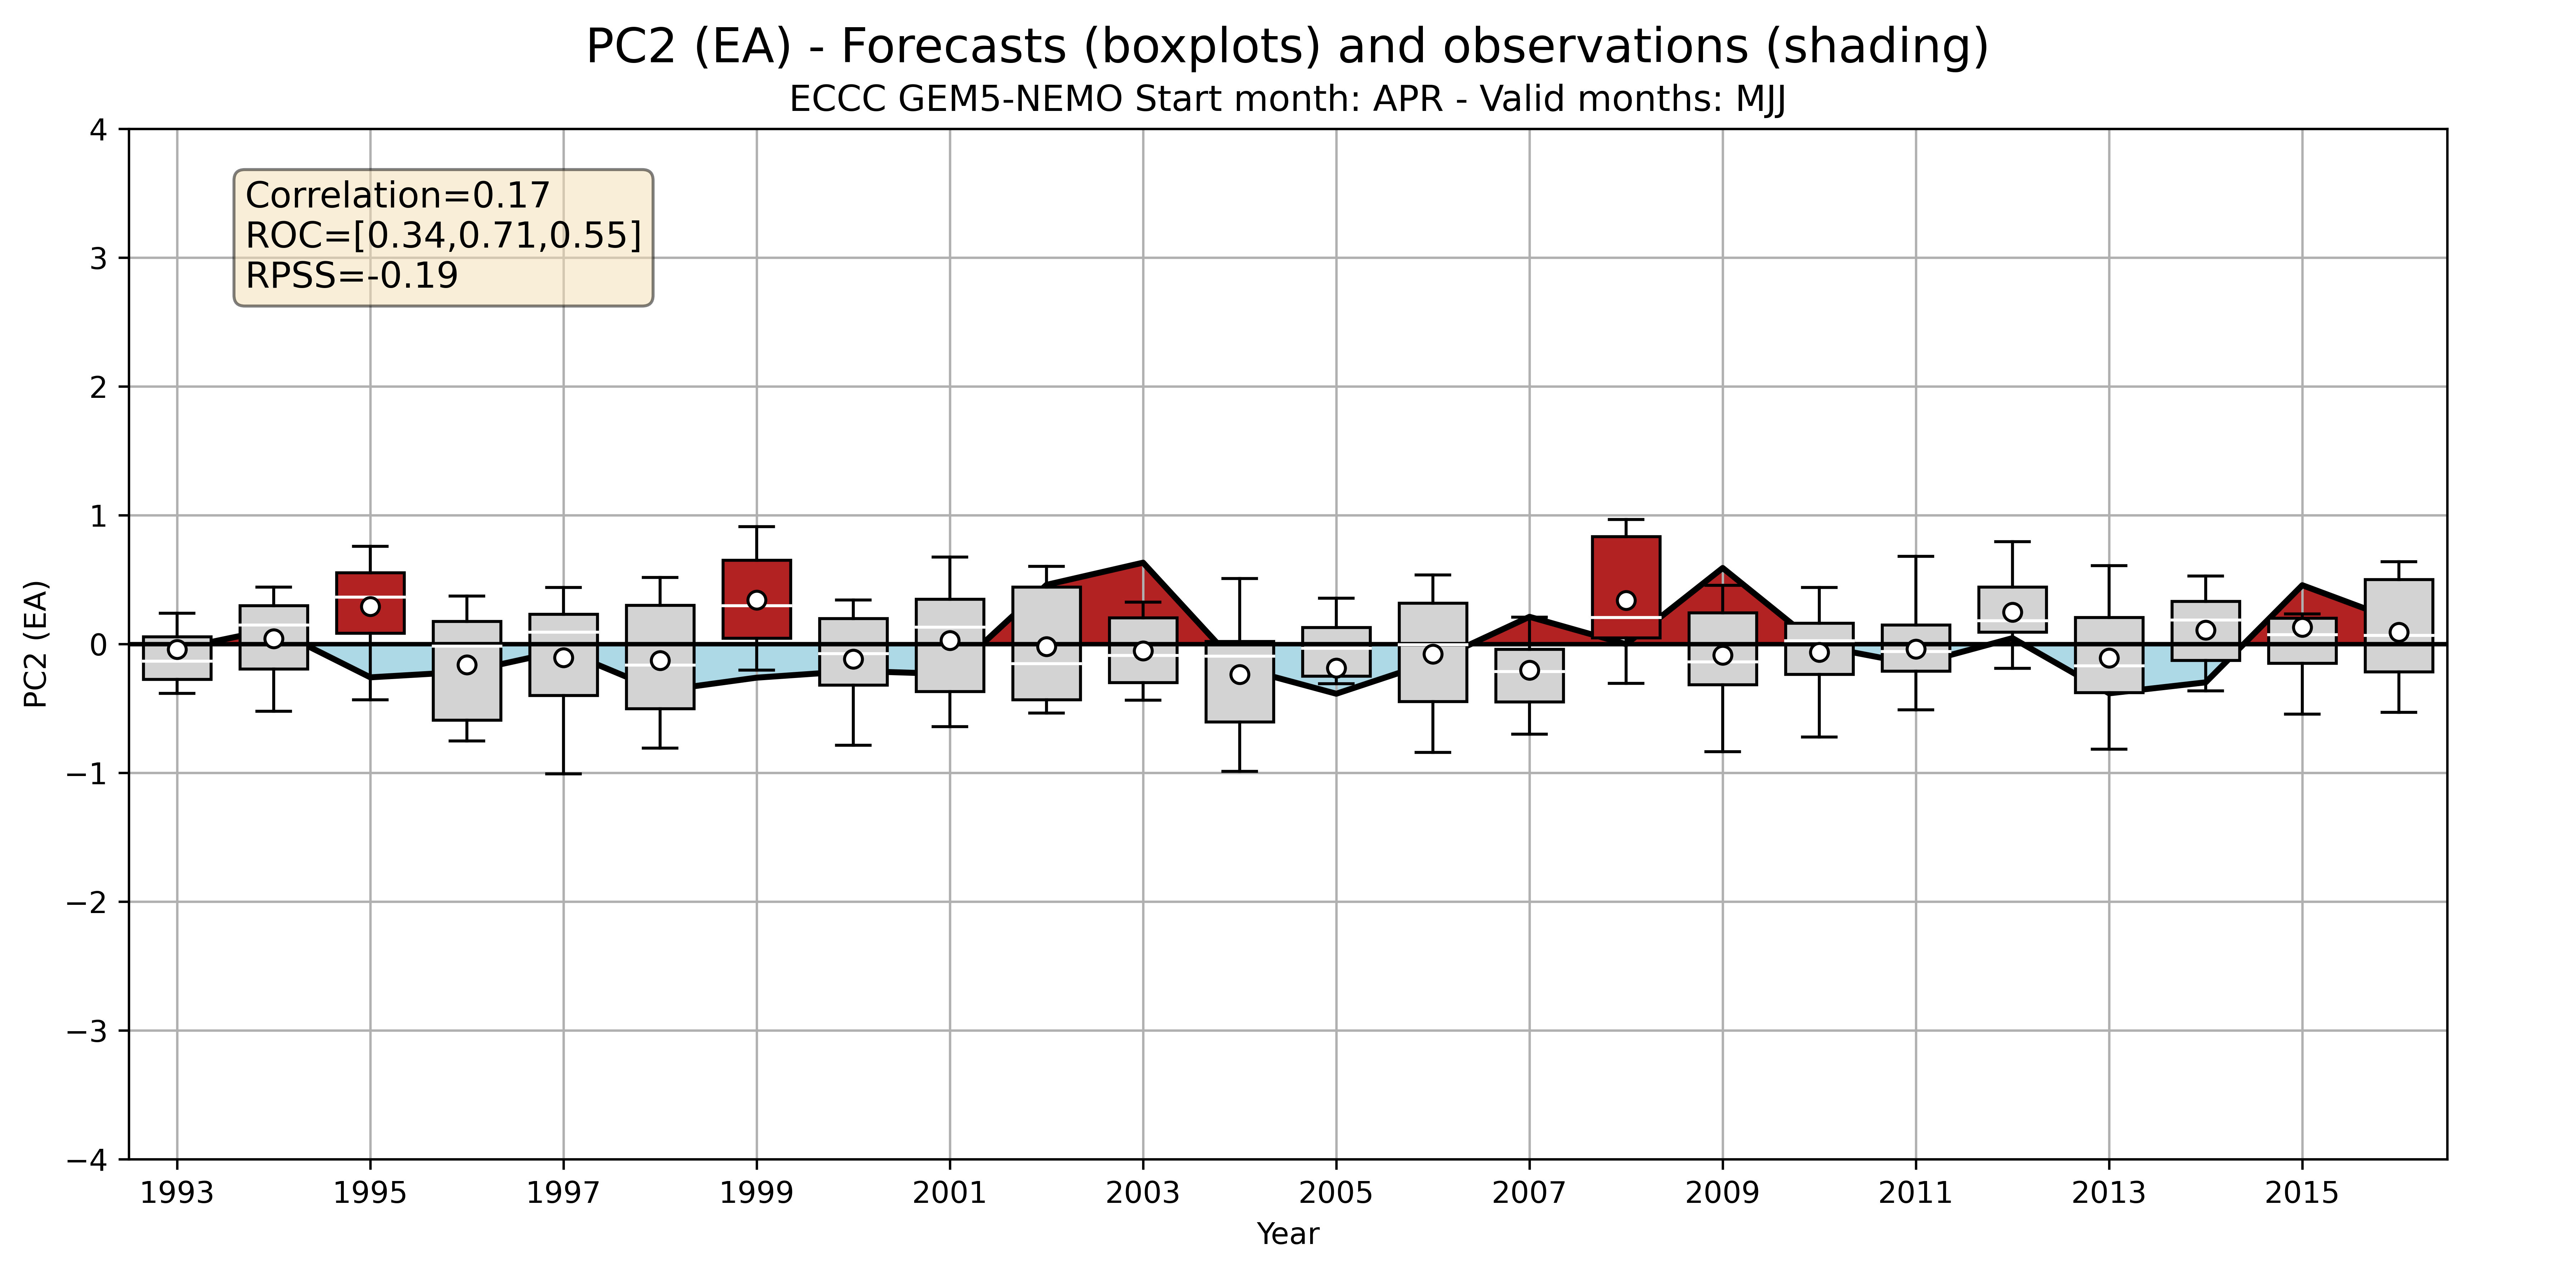 PC2 (EA) - Forecasts (boxplots) and observations (shading)
ECCC GEM5-NEMO Start month: APR - Valid months: MJJ
Correlation=0.17
ROC=[0.34,0.71,0.55]
RPSS=-0.19
PC2 (EA)
4
3
2
1
0
−1
−2
−3
−4
1993 1995 1997 1999 2001 2003 2005 2007 2009 2011 2013 2015
Year